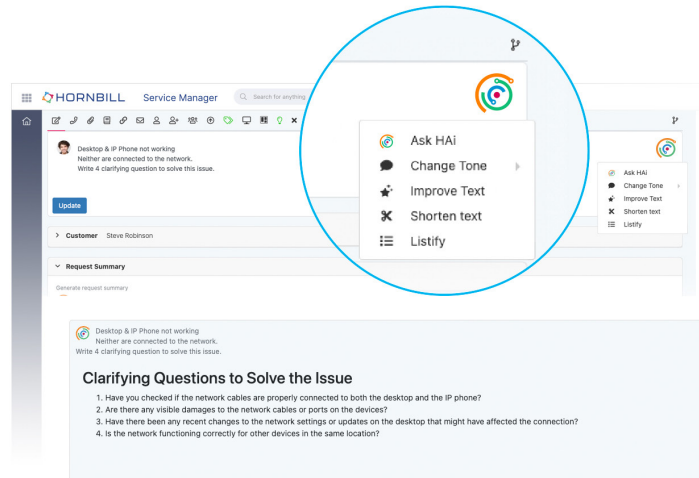 HORNBILL Service Manager
Search for anything
Desktop & IP Phone not working
Neither are connected to the network.
Write 4 clarifying question to solve this issue.
Update
Customer Steve Robinson
Request Summary
Generate request summary
Ask HAi
Change Tone
Improve Text
Shorten text
Listify
Ask HAi
Change Tone
Improve Text
Shorten text
Listify
Desktop & IP Phone not working
Neither are connected to the network.
Write 4 clarifying question to solve this issue.
Clarifying Questions to Solve the Issue
1. Have you checked if the network cables are properly connected to both the desktop and the IP phone?
2. Are there any visible damages to the network cables or ports on the devices?
3. Have there been any recent changes to the network settings or updates on the desktop that might have affected the connection?
4. Is the network functioning correctly for other devices in the same location?